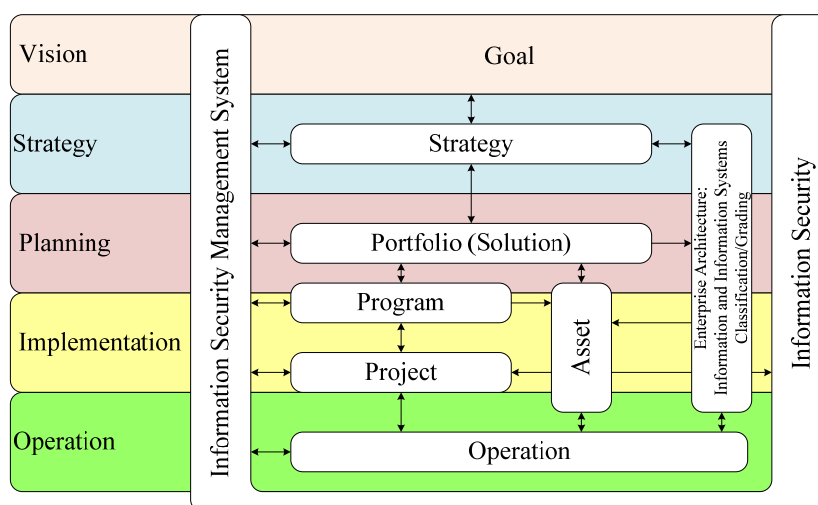 Vision
Goal
Strategy
Strategy
Planning
Portfolio (Solution)
Program
Implementation
Project
Operation
Operation
Information Security Management System
Asset
Enterprise Architecture:
Information and Information Systems
Classification/Grading
Information Security